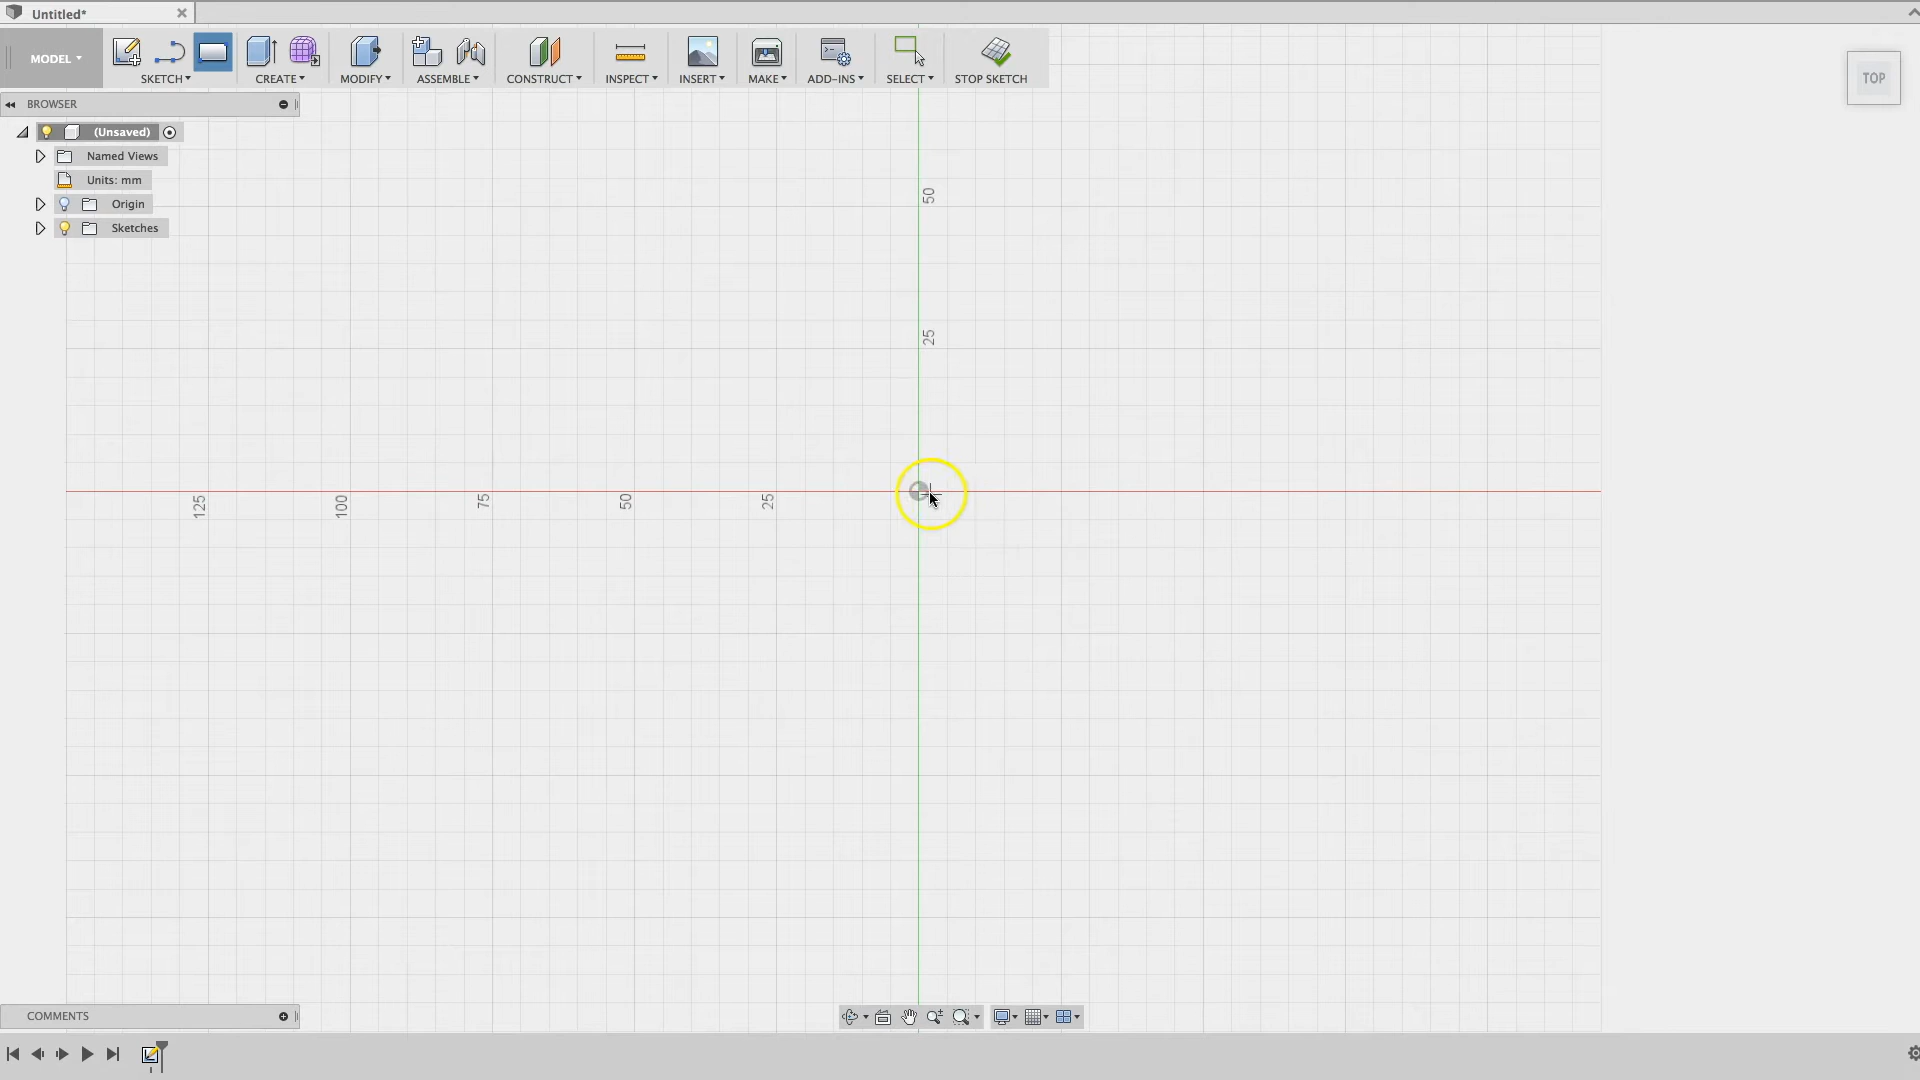 Untitled*
MODEL
SKETCH
CREATE
MODIFY
ASSEMBLE
CONSTRUCT
INSPECT
INSERT
MAKE
ADD-INS
SELECT
STOP SKETCH
TOP
BROWSER
(Unsaved)
Named Views
Units: mm
Origin
Sketches
50
25
125
100
75
50
25
COMMENTS